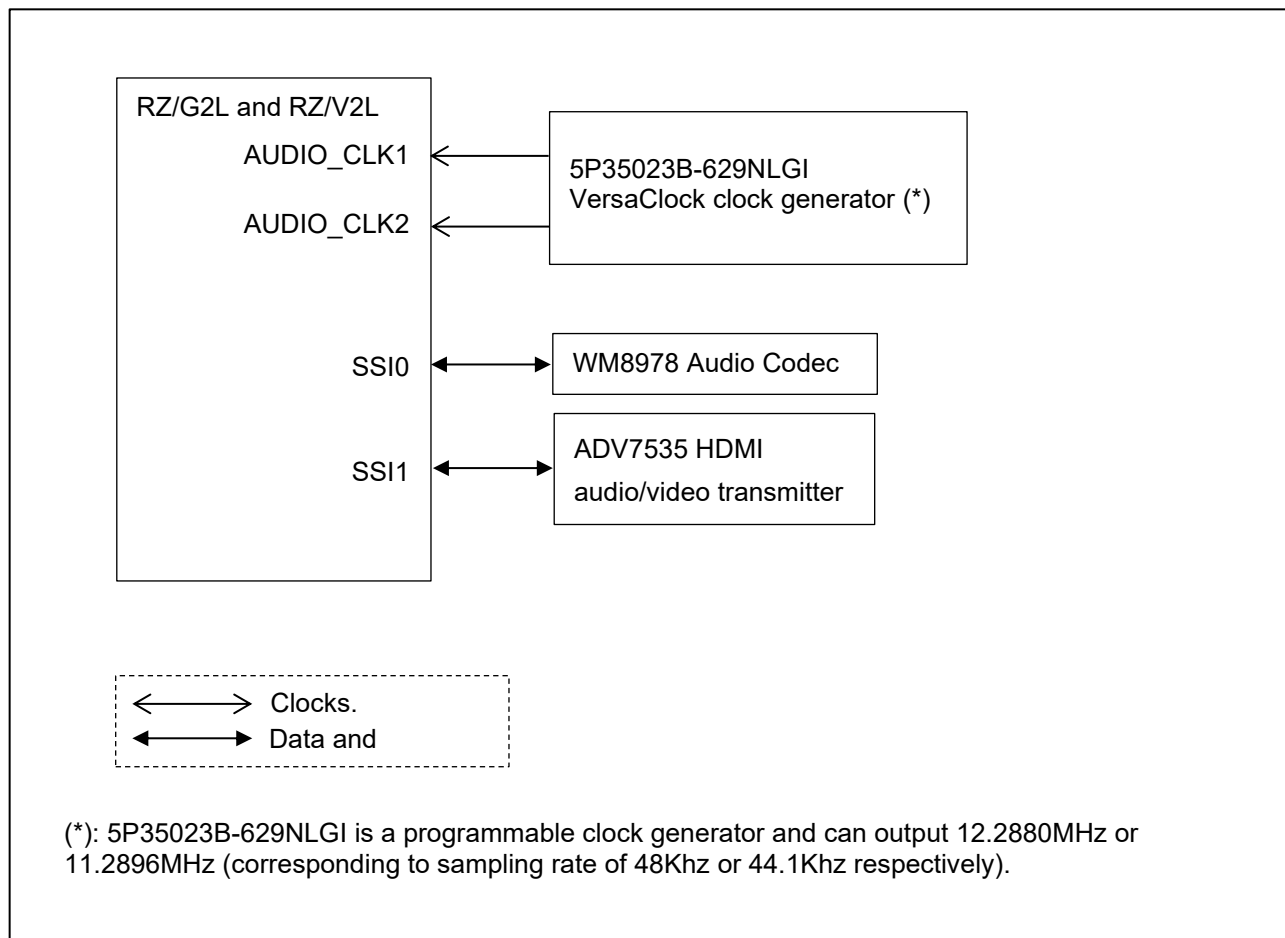 RZ/G2L and RZ/V2L
AUDIO_CLK1
AUDIO_CLK2
5P35023B-629NLGI
VersaClock clock generator (*)
SSI0
WM8978 Audio Codec
SSI1
ADV7535 HDMI
audio/video transmitter
Clocks.
Data and
(*): 5P35023B-629NLGI is a programmable clock generator and can output 12.2880MHz or
11.2896MHz (corresponding to sampling rate of 48Khz or 44.1Khz respectively).